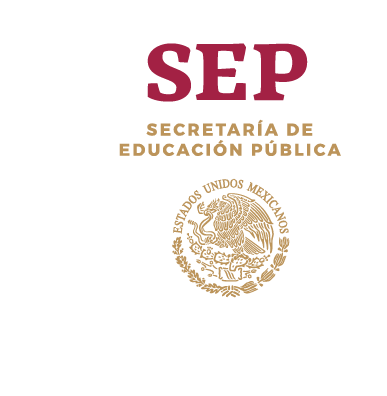 SEP
SECRETARÍA DE
EDUCACIÓN PÚBLICA
ESTADOS UNIDOS MEXICANOS